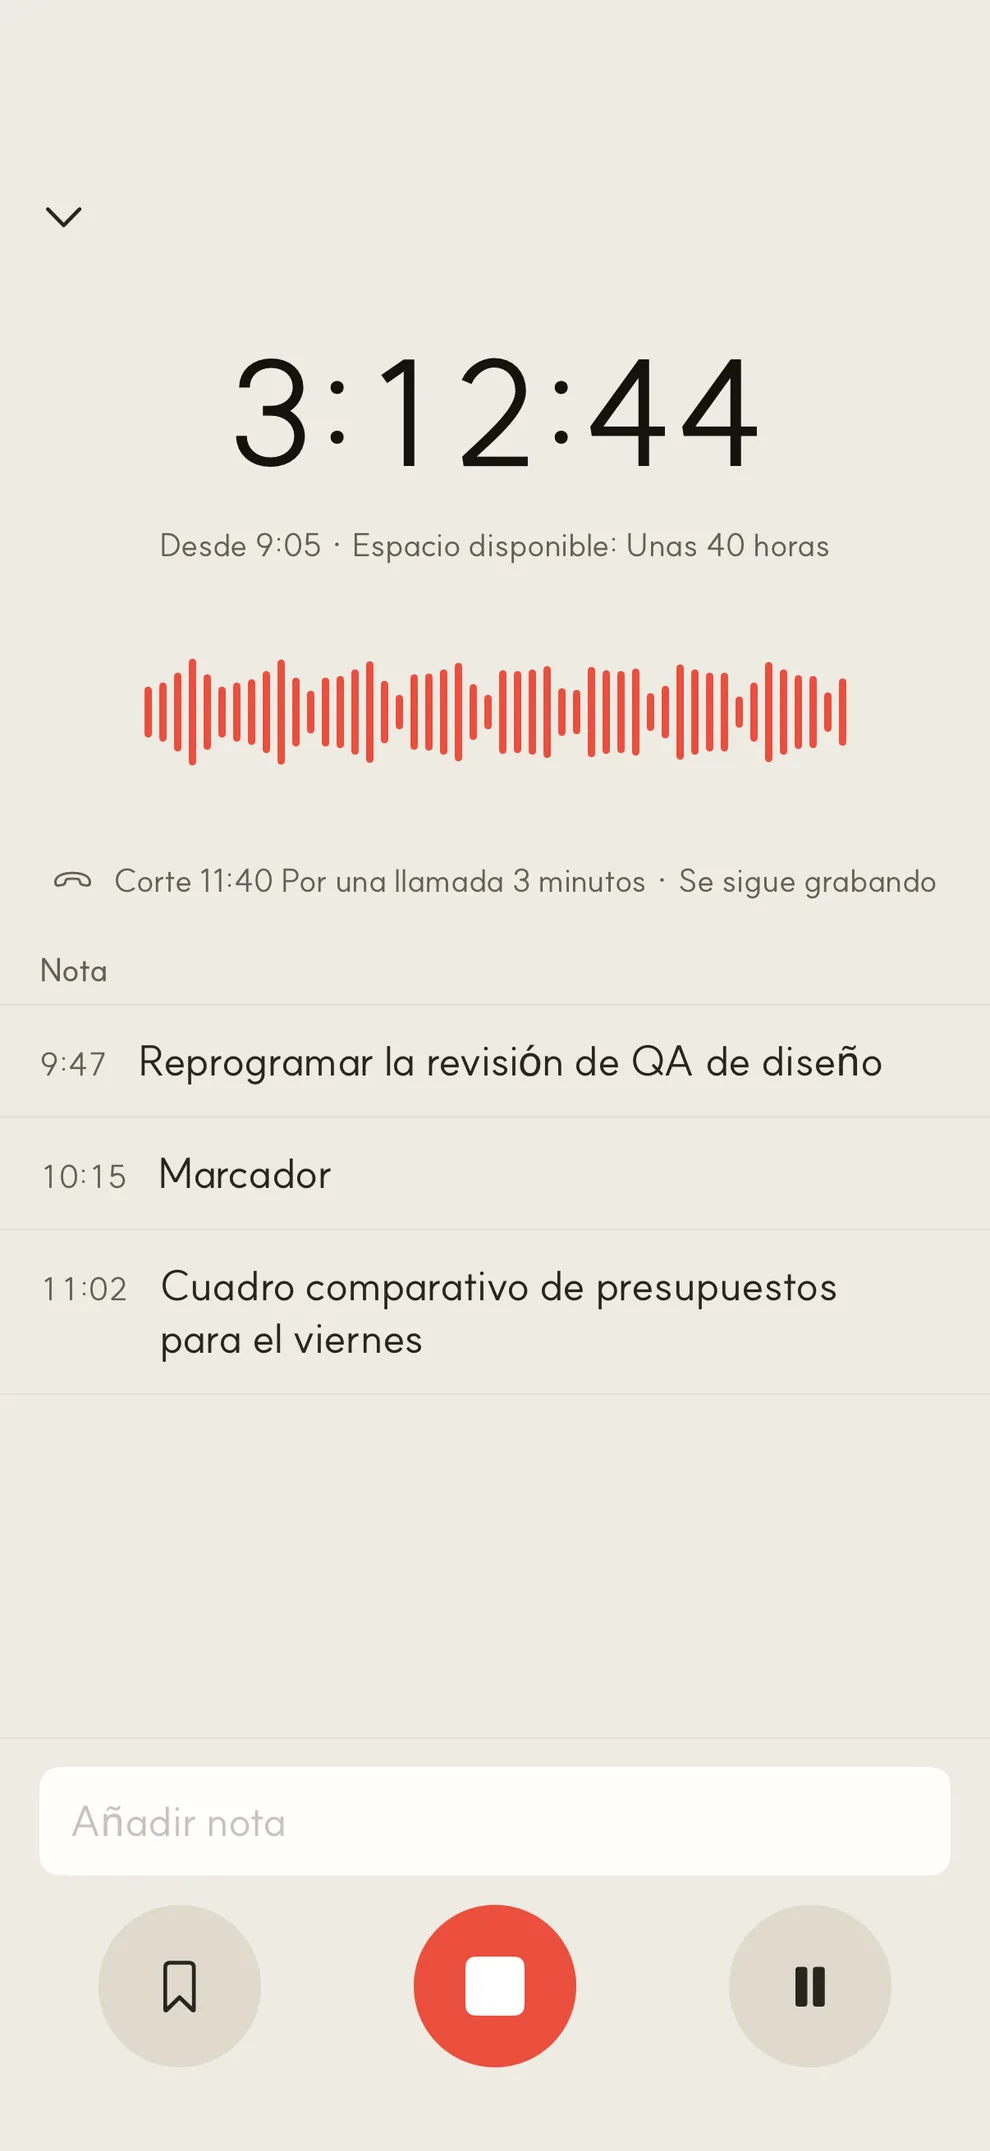 3:12:44
Desde 9:05 · Espacio disponible: Unas 40 horas
Corte 11:40 Por una llamada 3 minutos · Se sigue grabando
Nota
9:47 Reprogramar la revisión de QA de diseño
10:15 Marcador
11:02 Cuadro comparativo de presupuestos
para el viernes
Añadir nota